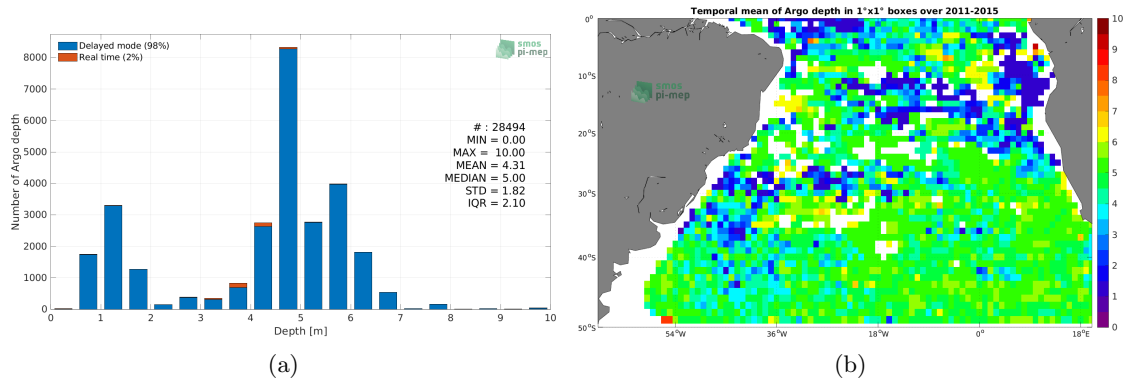 Delayed mode (98%)
Real time (2%)
smos
pi-mep
# : 28494
MIN = 0.00
MAX = 10.00
MEAN = 4.31
MEDIAN = 5.00
STD = 1.82
IQR = 2.10
Number of Argo depth
8000
7000
6000
5000
4000
3000
2000
1000
0
0 1 2 3 4 5 6 7 8 9 10
Depth [m]
(a)
Temporal mean of Argo depth in 1°x1° boxes over 2011-2015
smos
pi-mep
0°
10°S
20°S
30°S
40°S
50°S
54°W 36°W 18°W 0° 18°E
10
9
8
7
6
5
4
3
2
1
0
(b)